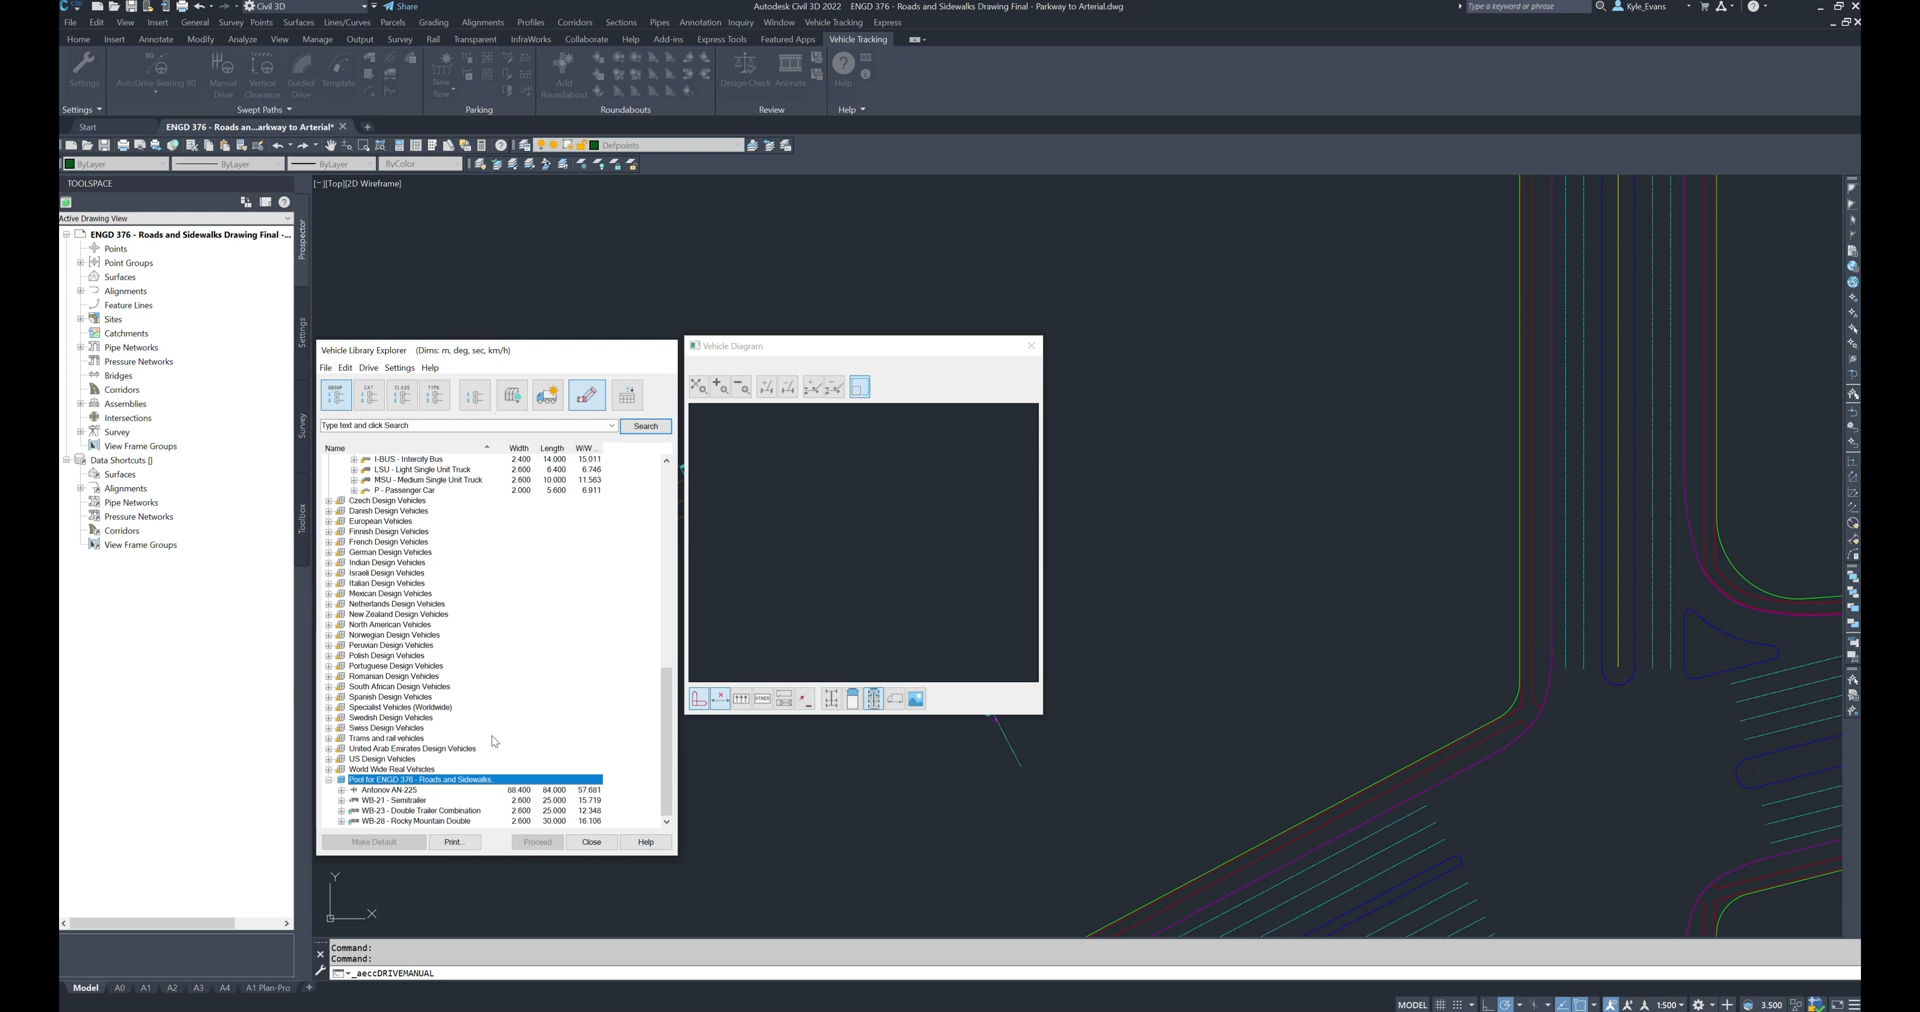 Civil 3D
Share
Autodesk Civil 3D 2022 ENGD 376 - Roads and Sidewalks Drawing Final - Parkway to Arterial.dwg
Type a keyword or phrase
Kyle_Evans
File Edit View Insert General Survey Points Surfaces Lines/Curves Parcels Grading Alignments Profiles Corridors Sections Pipes Annotation Inquiry Window Vehicle Tracking Express
Home Insert Annotate Modify Analyze View Manage Output Survey Rail Transparent InfraWorks Collaborate Help Add-ins Express Tools Featured Apps Vehicle Tracking
Settings AutoDrive Bearing 90 Manual Drive Vertical Clearance Guided Drive Template New Row Add Roundabout Design Check Animate Help
Settings Swept Paths Parking Roundabouts Review Help
Start ENGD 376 - Roads an...arkway to Arterial*
Defpoints
ByLayer ByLayer ByLayer ByColor
TOOLSPACE
[−][Top][2D Wireframe]
Active Drawing View
ENGD 376 - Roads and Sidewalks Drawing Final -...
Points
Point Groups
Surfaces
Alignments
Feature Lines
Sites
Catchments
Pipe Networks
Pressure Networks
Bridges
Corridors
Assemblies
Intersections
Survey
View Frame Groups
Data Shortcuts []
Surfaces
Alignments
Pipe Networks
Pressure Networks
Corridors
View Frame Groups
Prospector
Settings
Survey
Toolbox
Vehicle Library Explorer (Dims: m, deg, sec, km/h)
File Edit Drive Settings Help
GROUP CAT CLASS TYPE
Type text and click Search Search
Name Width Length W/W ...
I-BUS - Intercity Bus 2.400 14.000 15.011
LSU - Light Single Unit Truck 2.600 6.400 6.746
MSU - Medium Single Unit Truck 2.600 10.000 11.563
P - Passenger Car 2.000 5.600 6.911
Czech Design Vehicles
Danish Design Vehicles
European Vehicles
Finnish Design Vehicles
French Design Vehicles
German Design Vehicles
Indian Design Vehicles
Israeli Design Vehicles
Italian Design Vehicles
Mexican Design Vehicles
Netherlands Design Vehicles
New Zealand Design Vehicles
North American Vehicles
Norwegian Design Vehicles
Peruvian Design Vehicles
Polish Design Vehicles
Portuguese Design Vehicles
Romanian Design Vehicles
South African Design Vehicles
Spanish Design Vehicles
Specialist Vehicles (Worldwide)
Swedish Design Vehicles
Swiss Design Vehicles
Trams and rail vehicles
United Arab Emirates Design Vehicles
US Design Vehicles
World Wide Real Vehicles
Pool for ENGD 376 - Roads and Sidewalks..
Antonov AN-225 88.400 84.000 57.681
WB-21 - Semitrailer 2.600 25.000 15.719
WB-23 - Double Trailer Combination 2.600 25.000 12.348
WB-28 - Rocky Mountain Double 2.600 30.000 16.106
Make Default Print... Proceed Close Help
Vehicle Diagram
OTHER
Y
X
Command:
Command:
_aeccDRIVEMANUAL
Model A0 A1 A2 A3 A4 A1 Plan-Pro
MODEL 1:500 3.500